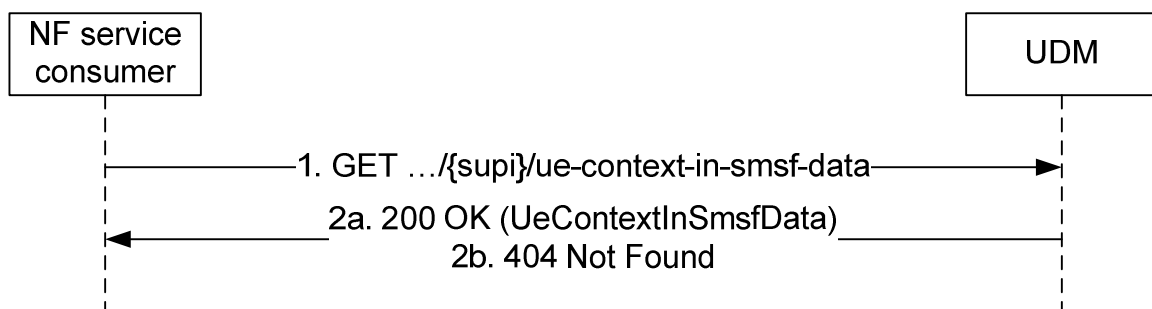 NF service
consumer
UDM
1. GET …/{supi}/ue-context-in-smsf-data
2a. 200 OK (UeContextInSmsfData)
2b. 404 Not Found